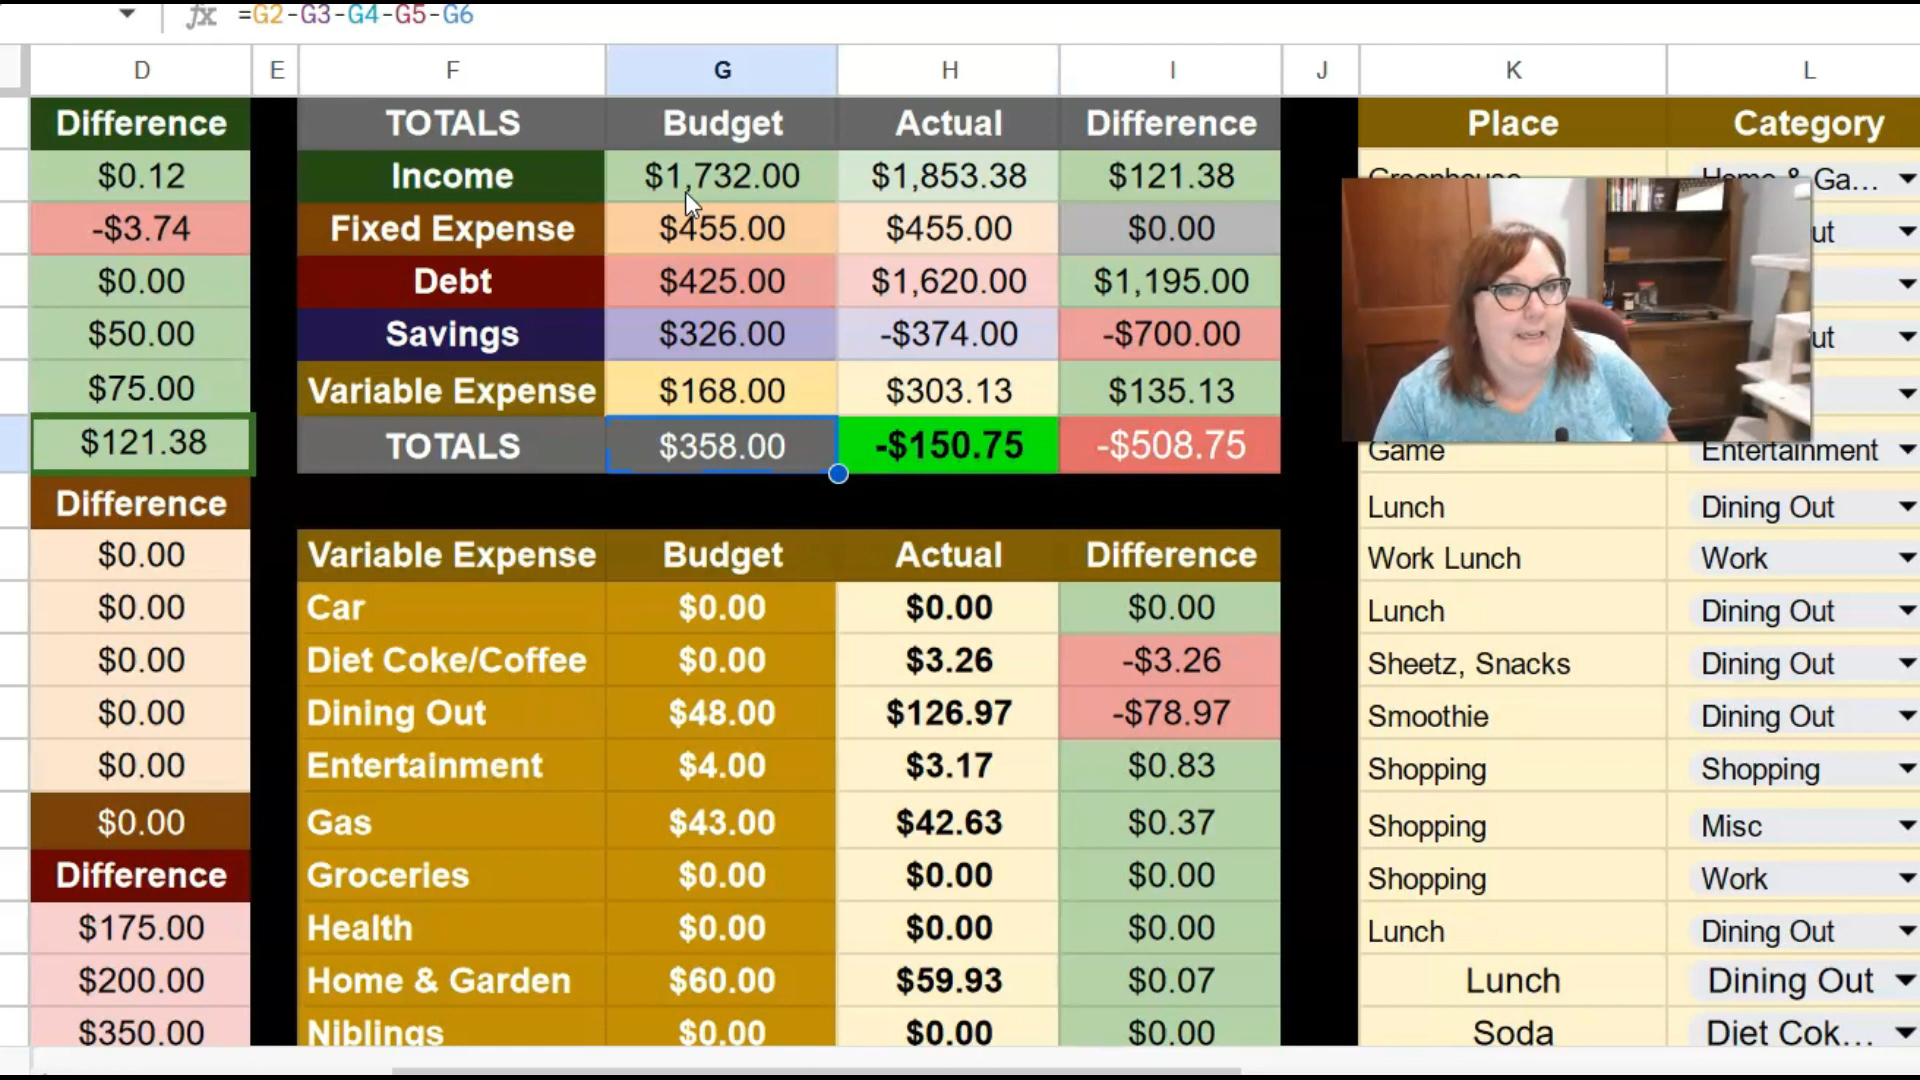 fx =G2-G3-G4-G5-G6
D E F G H I J K L
Difference TOTALS Budget Actual Difference Place Category
$0.12 Income $1,732.00 $1,853.38 $121.38 Greenhouse Home & Ga...
-$3.74 Fixed Expense $455.00 $455.00 $0.00 ut
$0.00 Debt $425.00 $1,620.00 $1,195.00
$50.00 Savings $326.00 -$374.00 -$700.00 ut
$75.00 Variable Expense $168.00 $303.13 $135.13
$121.38 TOTALS $358.00 -$150.75 -$508.75 Game Entertainment
Difference Lunch Dining Out
$0.00 Variable Expense Budget Actual Difference Work Lunch Work
$0.00 Car $0.00 $0.00 $0.00 Lunch Dining Out
$0.00 Diet Coke/Coffee $0.00 $3.26 -$3.26 Sheetz, Snacks Dining Out
$0.00 Dining Out $48.00 $126.97 -$78.97 Smoothie Dining Out
$0.00 Entertainment $4.00 $3.17 $0.83 Shopping Shopping
$0.00 Gas $43.00 $42.63 $0.37 Shopping Misc
Difference Groceries $0.00 $0.00 $0.00 Shopping Work
$175.00 Health $0.00 $0.00 $0.00 Lunch Dining Out
$200.00 Home & Garden $60.00 $59.93 $0.07 Lunch Dining Out
$350.00 Niblings $0.00 $0.00 $0.00 Soda Diet Cok...